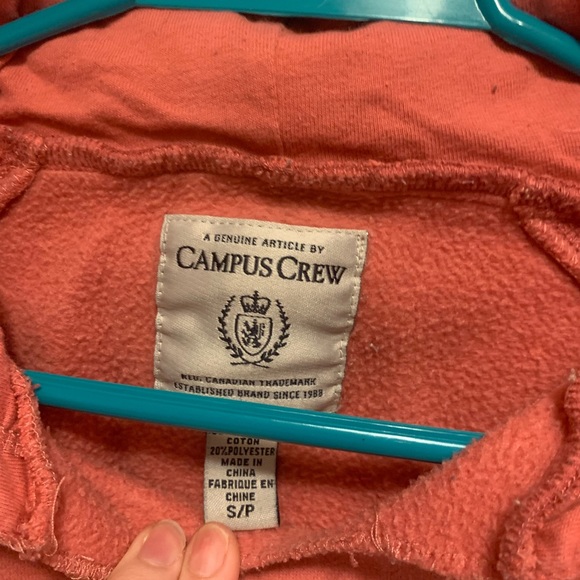 A GENUINE ARTICLE BY
CAMPUS CREW
REG. CANADIAN TRADEMARK
ESTABLISHED BRAND SINCE 1988
COTON
20% POLYESTER
MADE IN
CHINA
FABRIQUE EN
CHINE
S/P